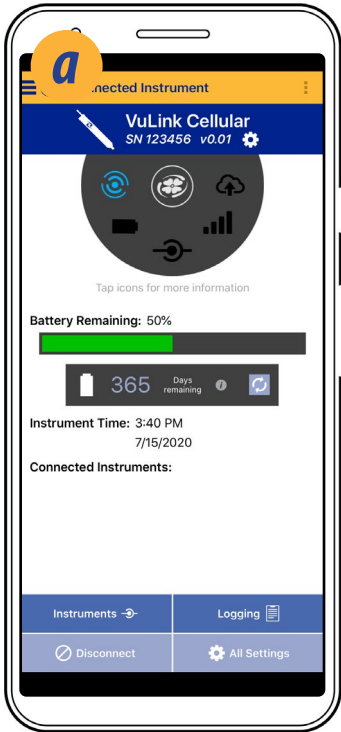 a
nected Instrument
VuLink Cellular
SN 123456 v0.01
Tap icons for more information
Battery Remaining: 50%
365 Days remaining i
Instrument Time: 3:40 PM
7/15/2020
Connected Instruments:
Instruments Logging
Disconnect All Settings